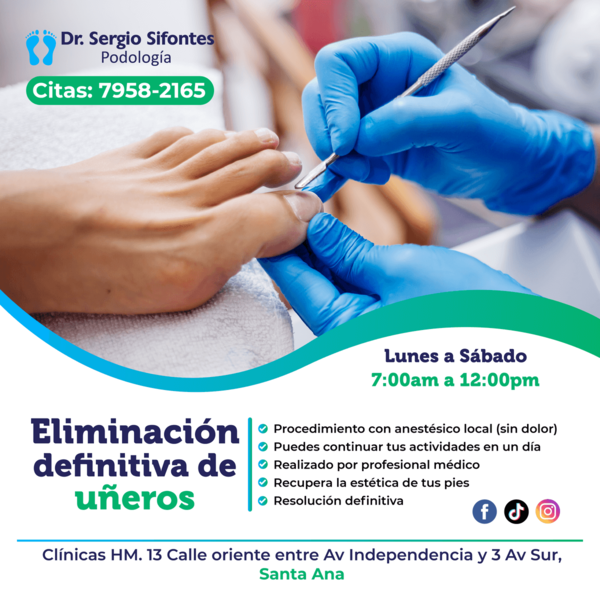 Dr. Sergio Sifontes
Podología
Citas: 7958-2165
Lunes a Sábado
7:00am a 12:00pm
Eliminación
definitiva de
uñeros
Procedimiento con anestésico local (sin dolor)
Puedes continuar tus actividades en un día
Realizado por profesional médico
Recupera la estética de tus pies
Resolución definitiva
Clínicas HM. 13 Calle oriente entre Av Independencia y 3 Av Sur,
Santa Ana